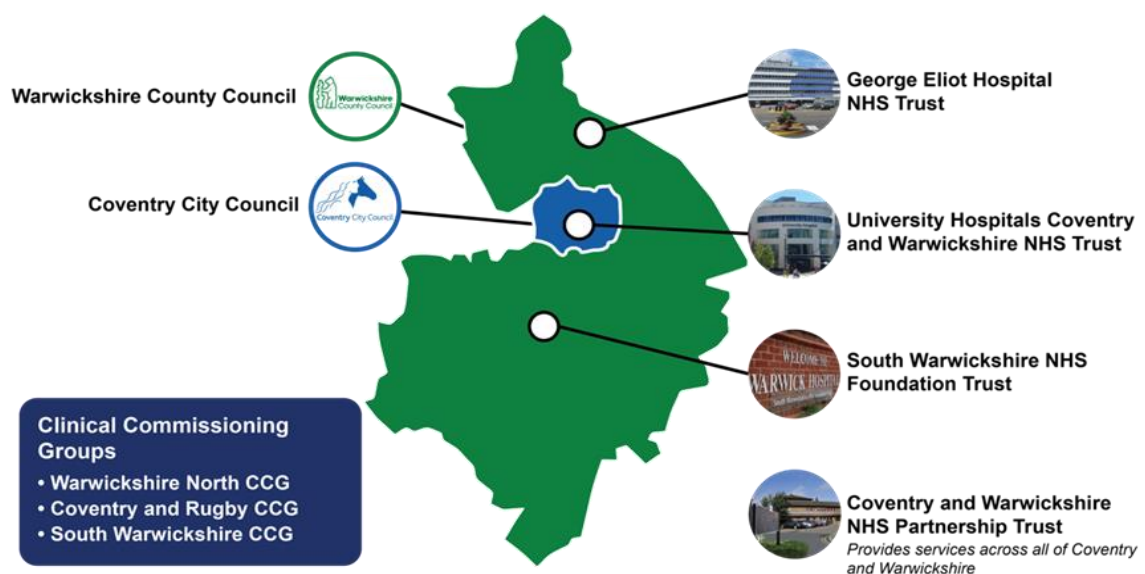 Warwickshire County Council
Warwickshire
County Council
Coventry City Council
Coventry City Council
George Eliot Hospital
NHS Trust
University Hospitals Coventry
and Warwickshire NHS Trust
WELCOME TO
WARWICK HOSPITAL
South Warwickshire NHS
Foundation Trust
Clinical Commissioning
Groups
• Warwickshire North CCG
• Coventry and Rugby CCG
• South Warwickshire CCG
Coventry and Warwickshire
NHS Partnership Trust
Provides services across all of Coventry
and Warwickshire